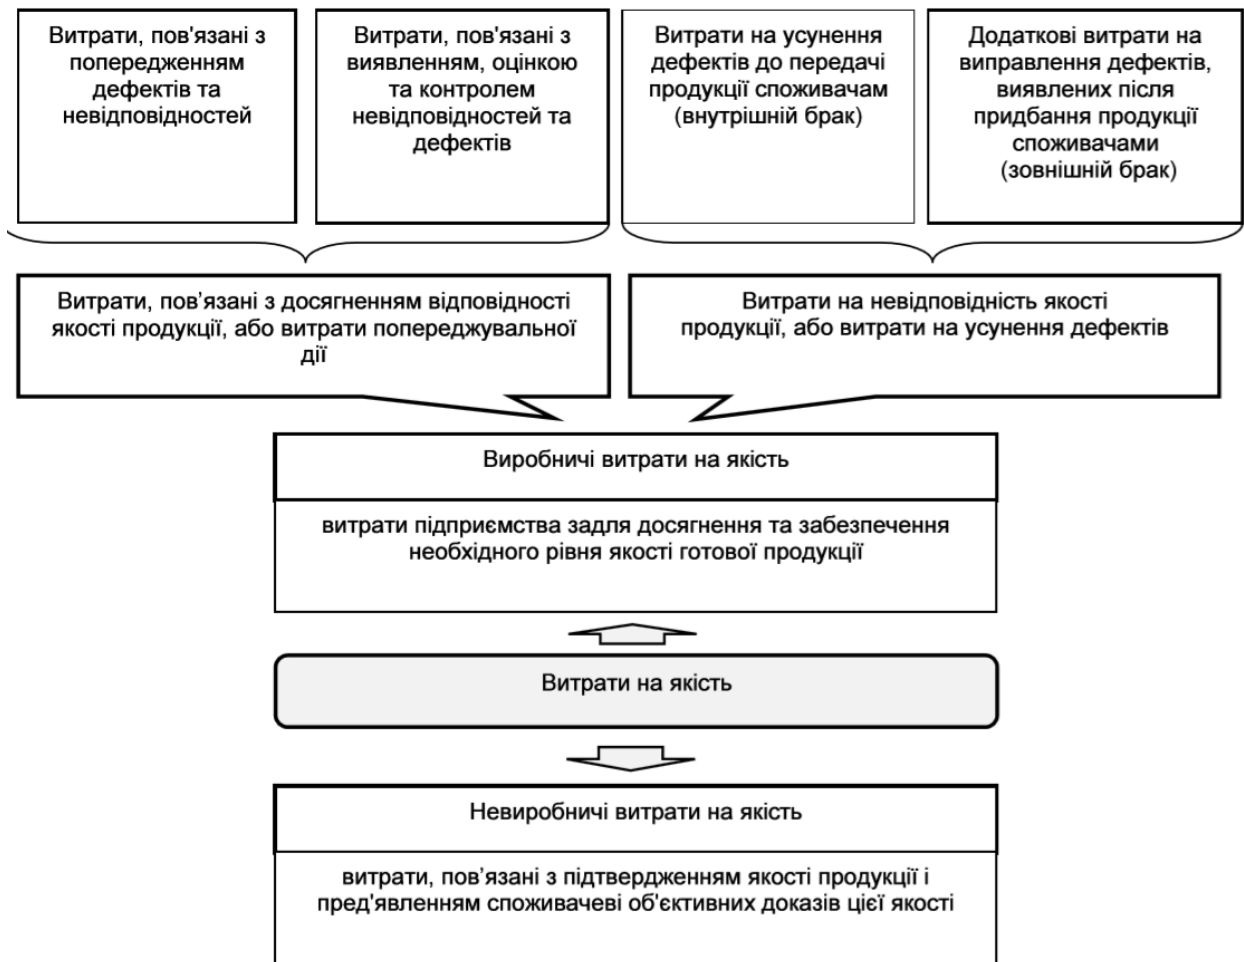 Витрати, пов'язані з
попередженням
дефектів та
невідповідностей
Витрати, пов'язані з
виявленням, оцінкою
та контролем
невідповідностей та
дефектів
Витрати на усунення
дефектів до передачі
продукції споживачам
(внутрішній брак)
Додаткові витрати на
виправлення дефектів,
виявлених після
придбання продукції
споживачами
(зовнішній брак)
Витрати, пов’язані з досягненням відповідності
якості продукції, або витрати попереджувальної
дії
Витрати на невідповідність якості
продукції, або витрати на усунення дефектів
Виробничі витрати на якість
витрати підприємства задля досягнення та забезпечення
необхідного рівня якості готової продукції
Витрати на якість
Невиробничі витрати на якість
витрати, пов’язані з підтвердженням якості продукції і
пред'явленням споживачеві об'єктивних доказів цієї якості